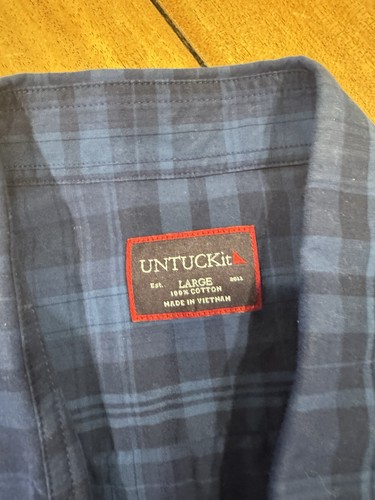 UNTUCKit
Est. LARGE 2011
100% COTTON
MADE IN VIETNAM